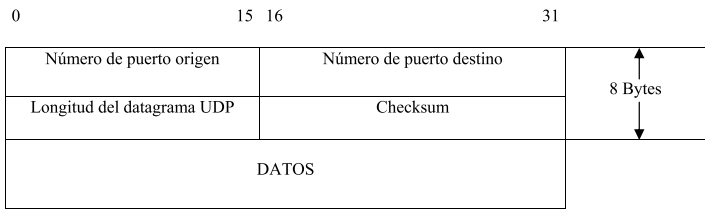 0 15 16 31
Número de puerto origen Número de puerto destino
8 Bytes
Longitud del datagrama UDP Checksum
DATOS